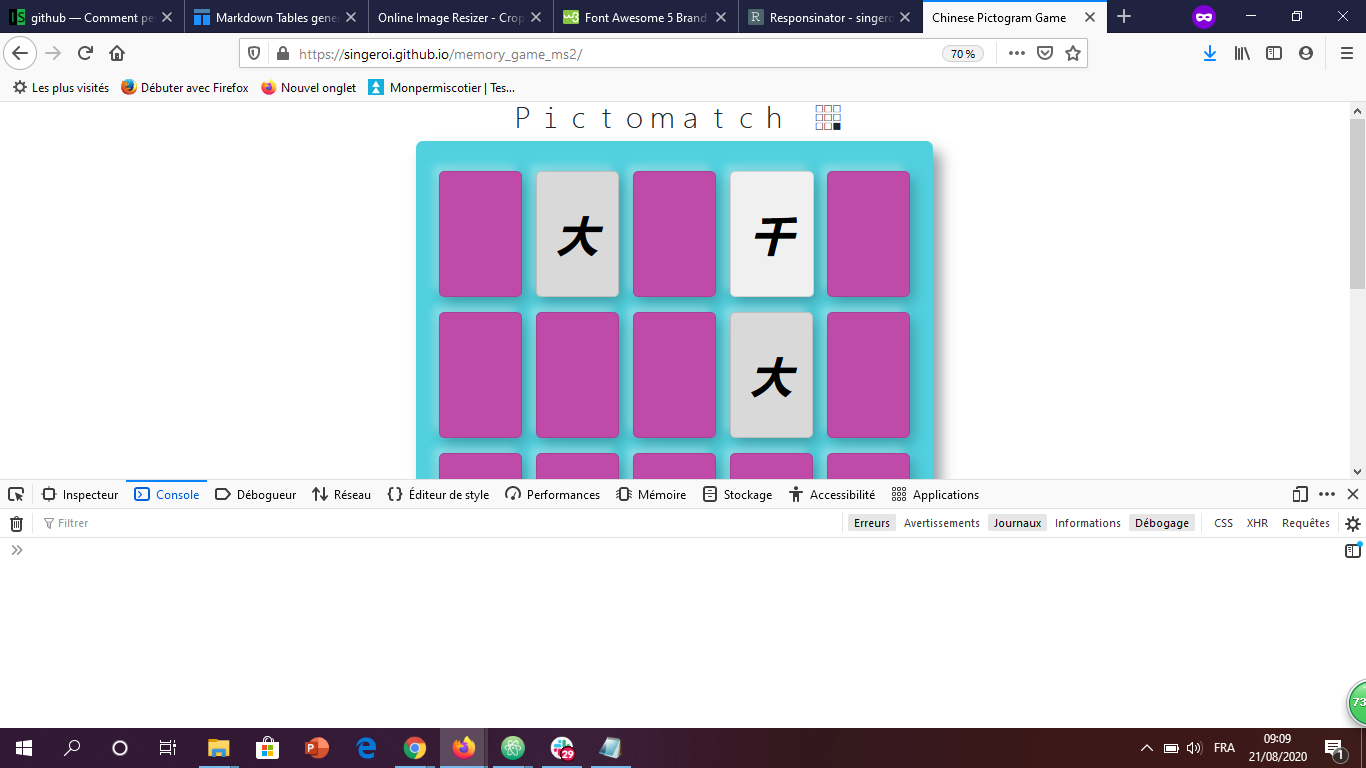 github — Comment pe
Markdown Tables gene
Online Image Resizer - Crop
Font Awesome 5 Brand
Responsinator - singero
Chinese Pictogram Game
https://singeroi.github.io/memory_game_ms2/
70 %
Les plus visités
Débuter avec Firefox
Nouvel onglet
Monpermiscotier | Tes...
Pictomatch
大
千
大
Inspecteur
Console
Débogueur
Réseau
Éditeur de style
Performances
Mémoire
Stockage
Accessibilité
Applications
Filtrer
Erreurs
Avertissements
Journaux
Informations
Débogage
CSS
XHR
Requêtes
73
29
FRA
09:09
21/08/2020
1